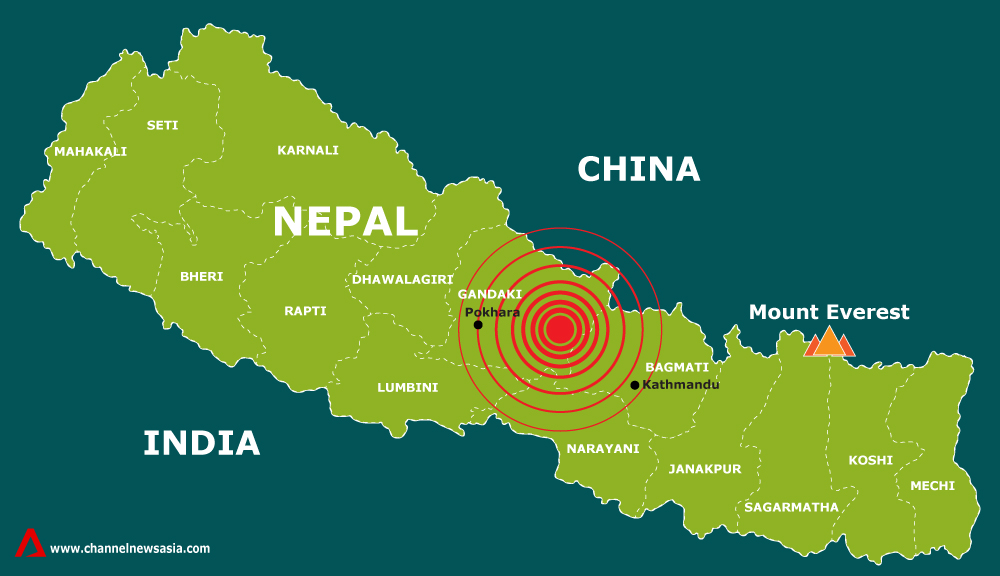 SETI
MAHAKALI
KARNALI
CHINA
NEPAL
BHERI
DHAWALAGIRI
GANDAKI
RAPTI
Pokhara
Mount Everest
BAGMATI
Kathmandu
LUMBINI
INDIA
NARAYANI
JANAKPUR
KOSHI
MECHI
SAGARMATHA
www.channelnewsasia.com